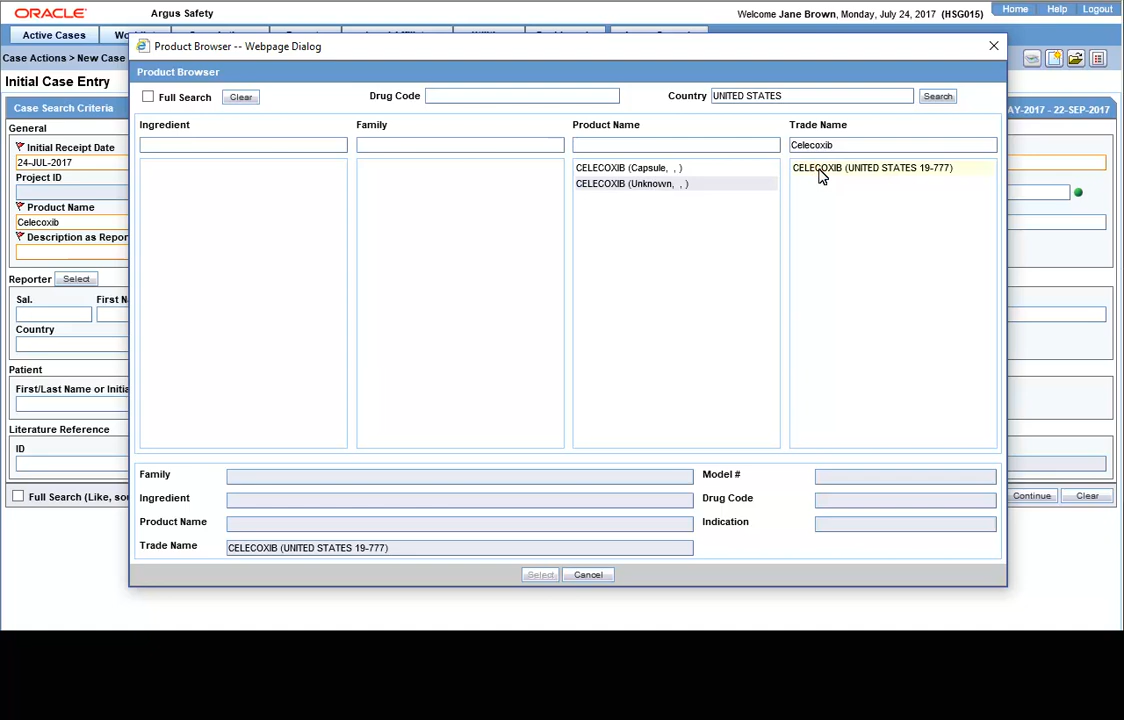 ORACLE Argus Safety Welcome Jane Brown, Monday, July 24, 2017 (HSG015) Home Help Logout
Active Cases
Product Browser -- Webpage Dialog
Case Actions > New Case
Product Browser
Initial Case Entry
Full Search Clear Drug Code Country UNITED STATES Search
Case Search Criteria
AY-2017 - 22-SEP-2017
Ingredient Family Product Name Trade Name
General
Initial Receipt Date
Celecoxib
24-JUL-2017
CELECOXIB (Capsule, , ) CELECOXIB (UNITED STATES 19-777)
Project ID
CELECOXIB (Unknown, , )
Product Name
Celecoxib
Description as Repor
Reporter Select
Sal. First N
Country
Patient
First/Last Name or Initia
Literature Reference
ID
Family Model #
Full Search (Like, sou
Ingredient Drug Code
Continue Clear
Product Name Indication
Trade Name CELECOXIB (UNITED STATES 19-777)
Select Cancel